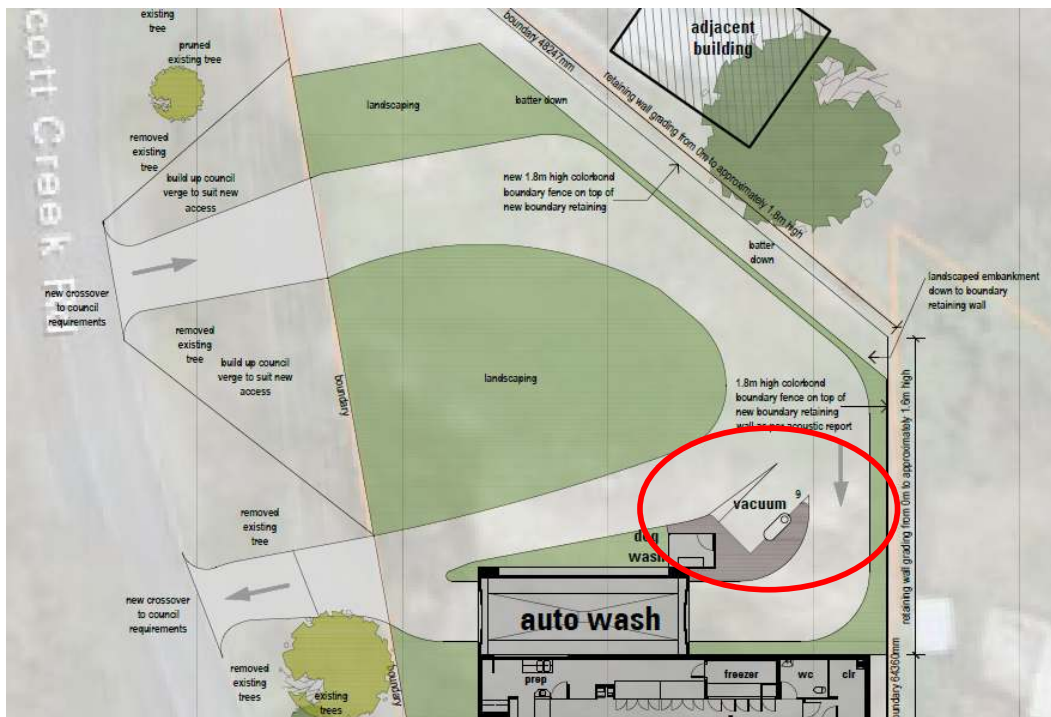 removed
existing
tree
pruned
existing tree
removed
existing
tree
build up council
verge to suit new
access
landscaping
batter down
boundary 48247mm
retaining wall grading from 0m to approximately 1.8m high
adjacent
building
new 1.8m high colorbond
boundary fence on top of
new boundary retaining
batter
down
landscaped embankment
down to boundary
retaining wall
cott Creek Rd
new crossover
to council
requirements
removed
existing
tree
build up council
verge to suit new
access
boundary
landscaping
1.8m high colorbond
boundary fence on top of
new boundary retaining
wall as per acoustic report
retaining wall grading from 0m to approximately 1.6m high
vacuum
9
dog
wash
removed
existing
tree
new crossover
to council
requirements
auto wash
removed
existing
trees
existing
trees
boundary
prep
freezer
wc
clr
boundary 64360mm